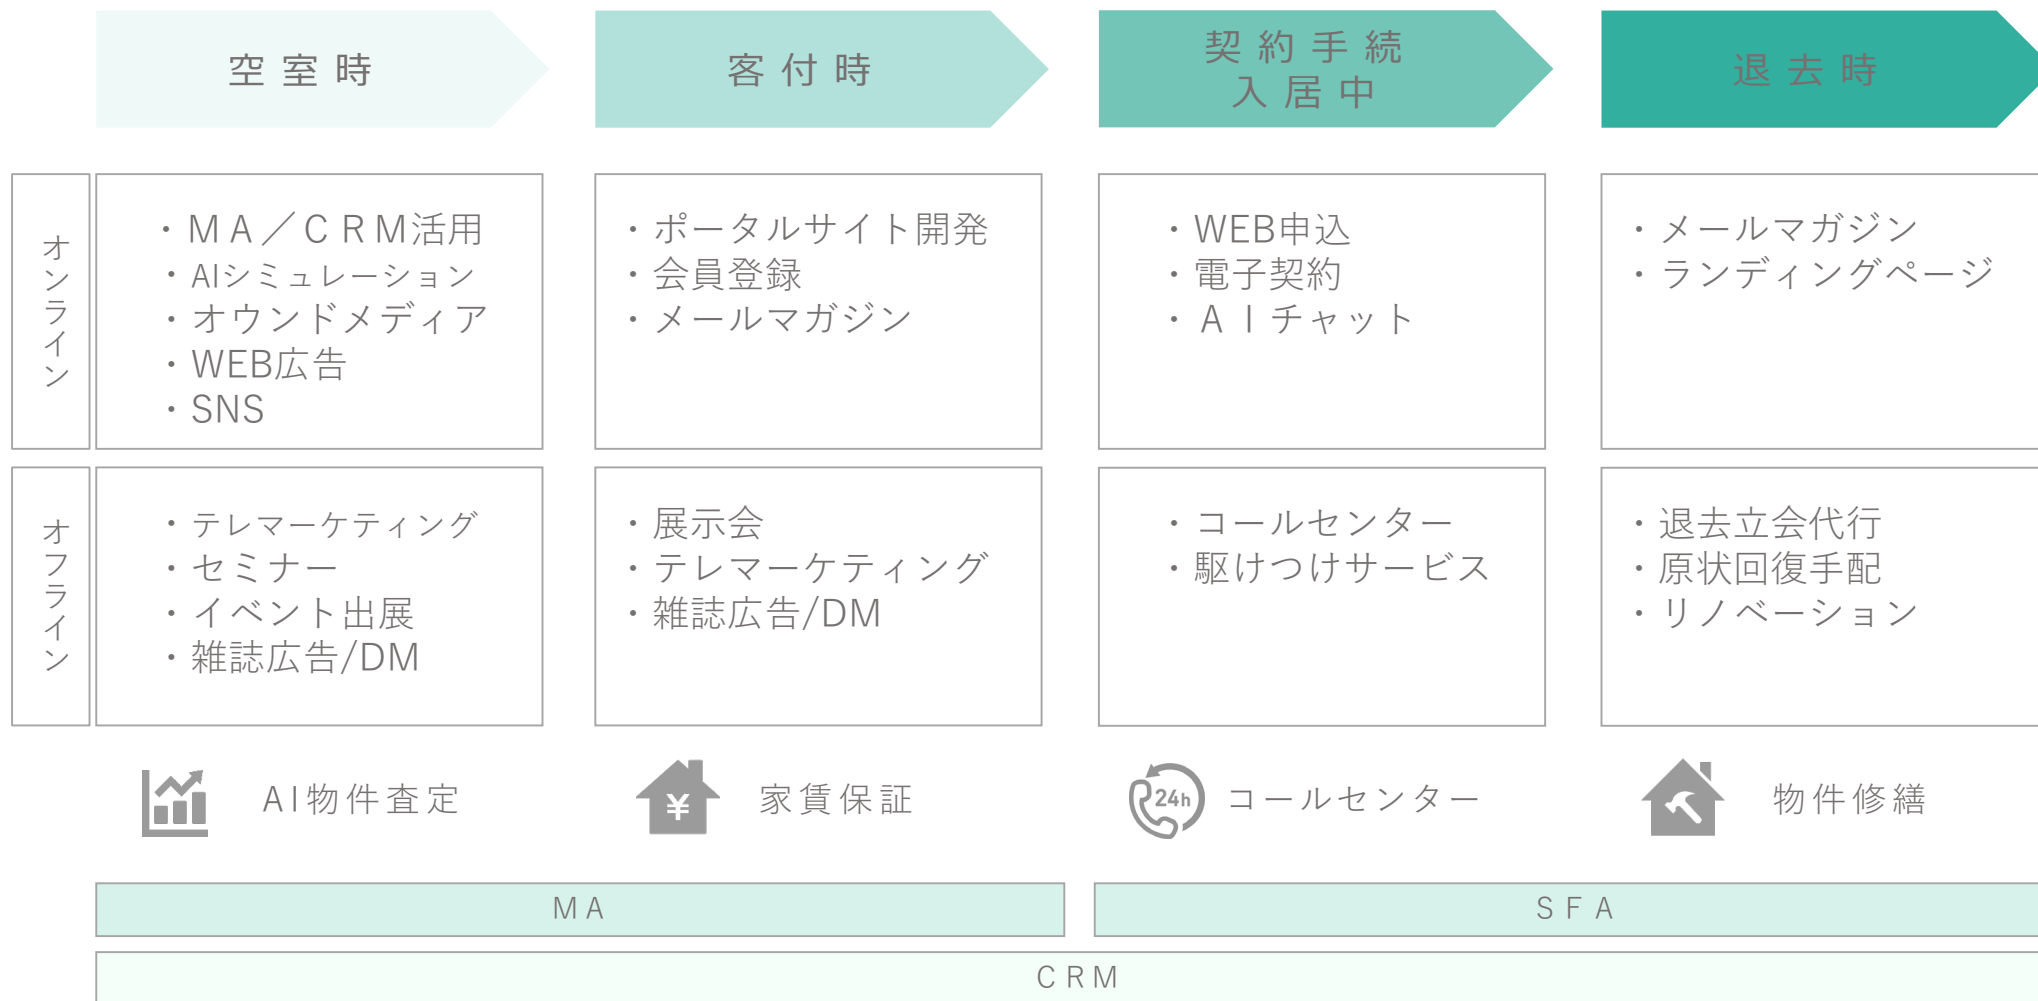 空室時
客付時
契約手続
入居中
退去時
オンライン
・ＭＡ／ＣＲＭ活用
・AIシミュレーション
・オウンドメディア
・WEB広告
・SNS
・ポータルサイト開発
・会員登録
・メールマガジン
・WEB申込
・電子契約
・ＡＩチャット
・メールマガジン
・ランディングページ
オフライン
・テレマーケティング
・セミナー
・イベント出展
・雑誌広告/DM
・展示会
・テレマーケティング
・雑誌広告/DM
・コールセンター
・駆けつけサービス
・退去立会代行
・原状回復手配
・リノベーション
AI物件査定
¥
家賃保証
24h
コールセンター
物件修繕
MA
SFA
CRM